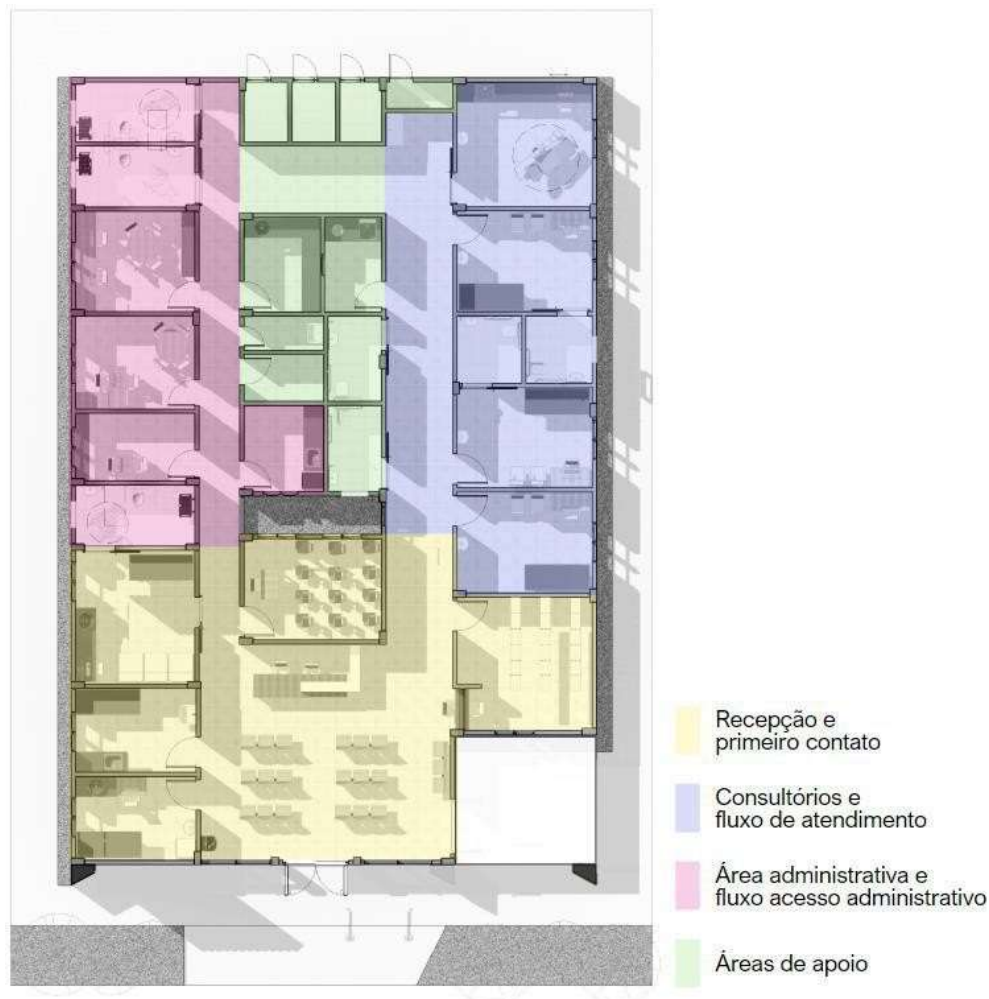 Recepção e
primeiro contato
Consultórios e
fluxo de atendimento
Área administrativa e
fluxo acesso administrativo
Áreas de apoio